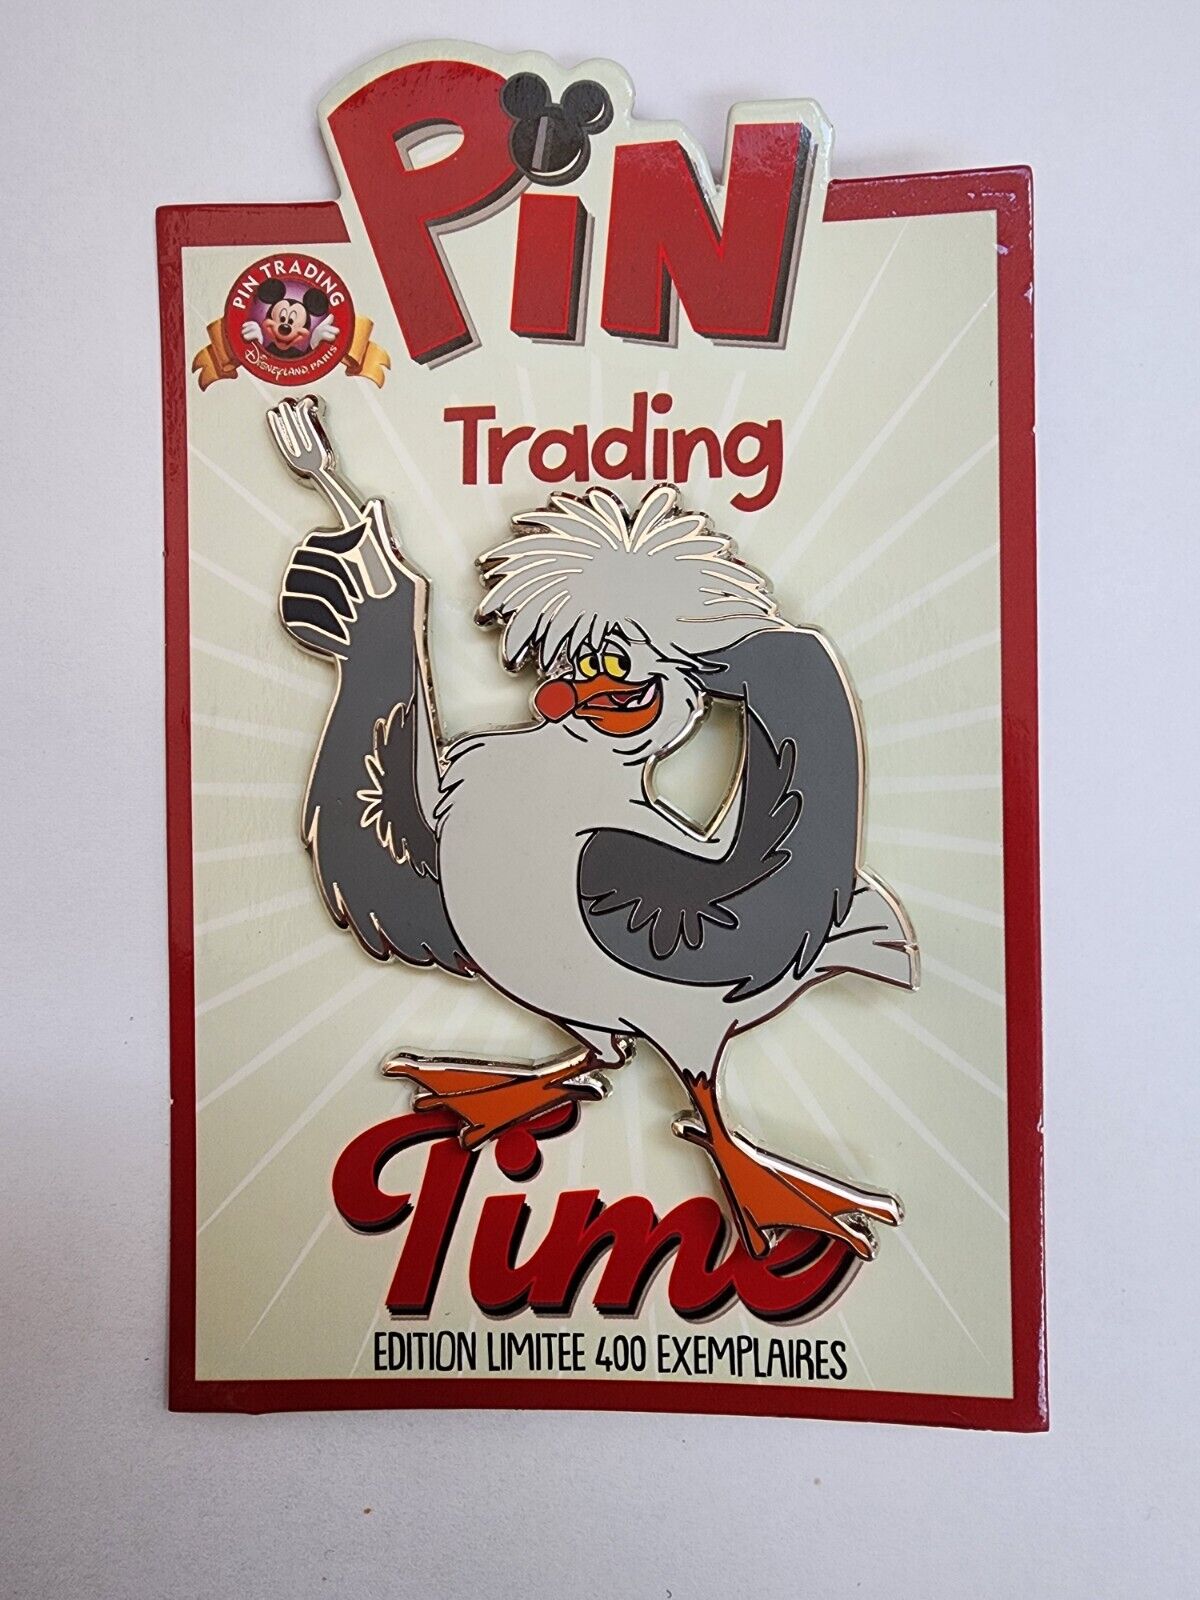 PiN
PIN TRADING
DISNEYLAND PARIS
Trading
Time
EDITION LIMITEE 400 EXEMPLAIRES